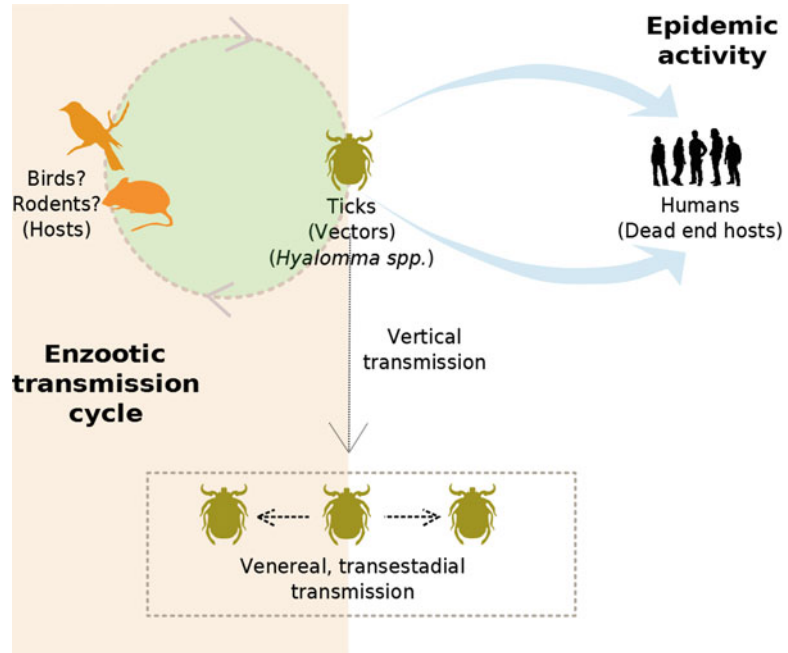 Epidemic
activity
Birds?
Rodents?
(Hosts)
Ticks
(Vectors)
(Hyalomma spp.)
Humans
(Dead end hosts)
Vertical
transmission
Enzootic
transmission
cycle
Venereal, transestadial
transmission